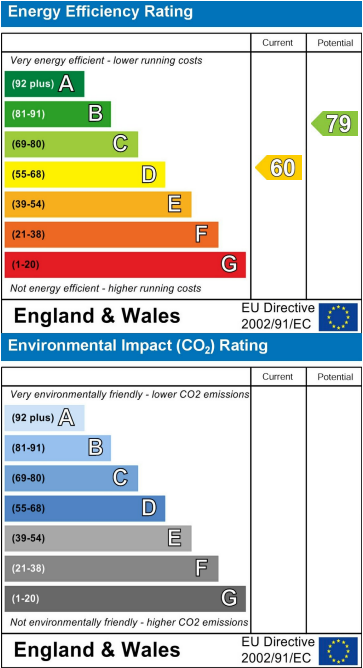 Energy Efficiency Rating
Current Potential
Very energy efficient - lower running costs
(92 plus) A
(81-91) B
(69-80) C
(55-68) D
(39-54) E
(21-38) F
(1-20) G
60
79
Not energy efficient - higher running costs
England & Wales
EU Directive
2002/91/EC
Environmental Impact (CO₂) Rating
Current Potential
Very environmentally friendly - lower CO2 emissions
(92 plus) A
(81-91) B
(69-80) C
(55-68) D
(39-54) E
(21-38) F
(1-20) G
Not environmentally friendly - higher CO2 emissions
England & Wales
EU Directive
2002/91/EC